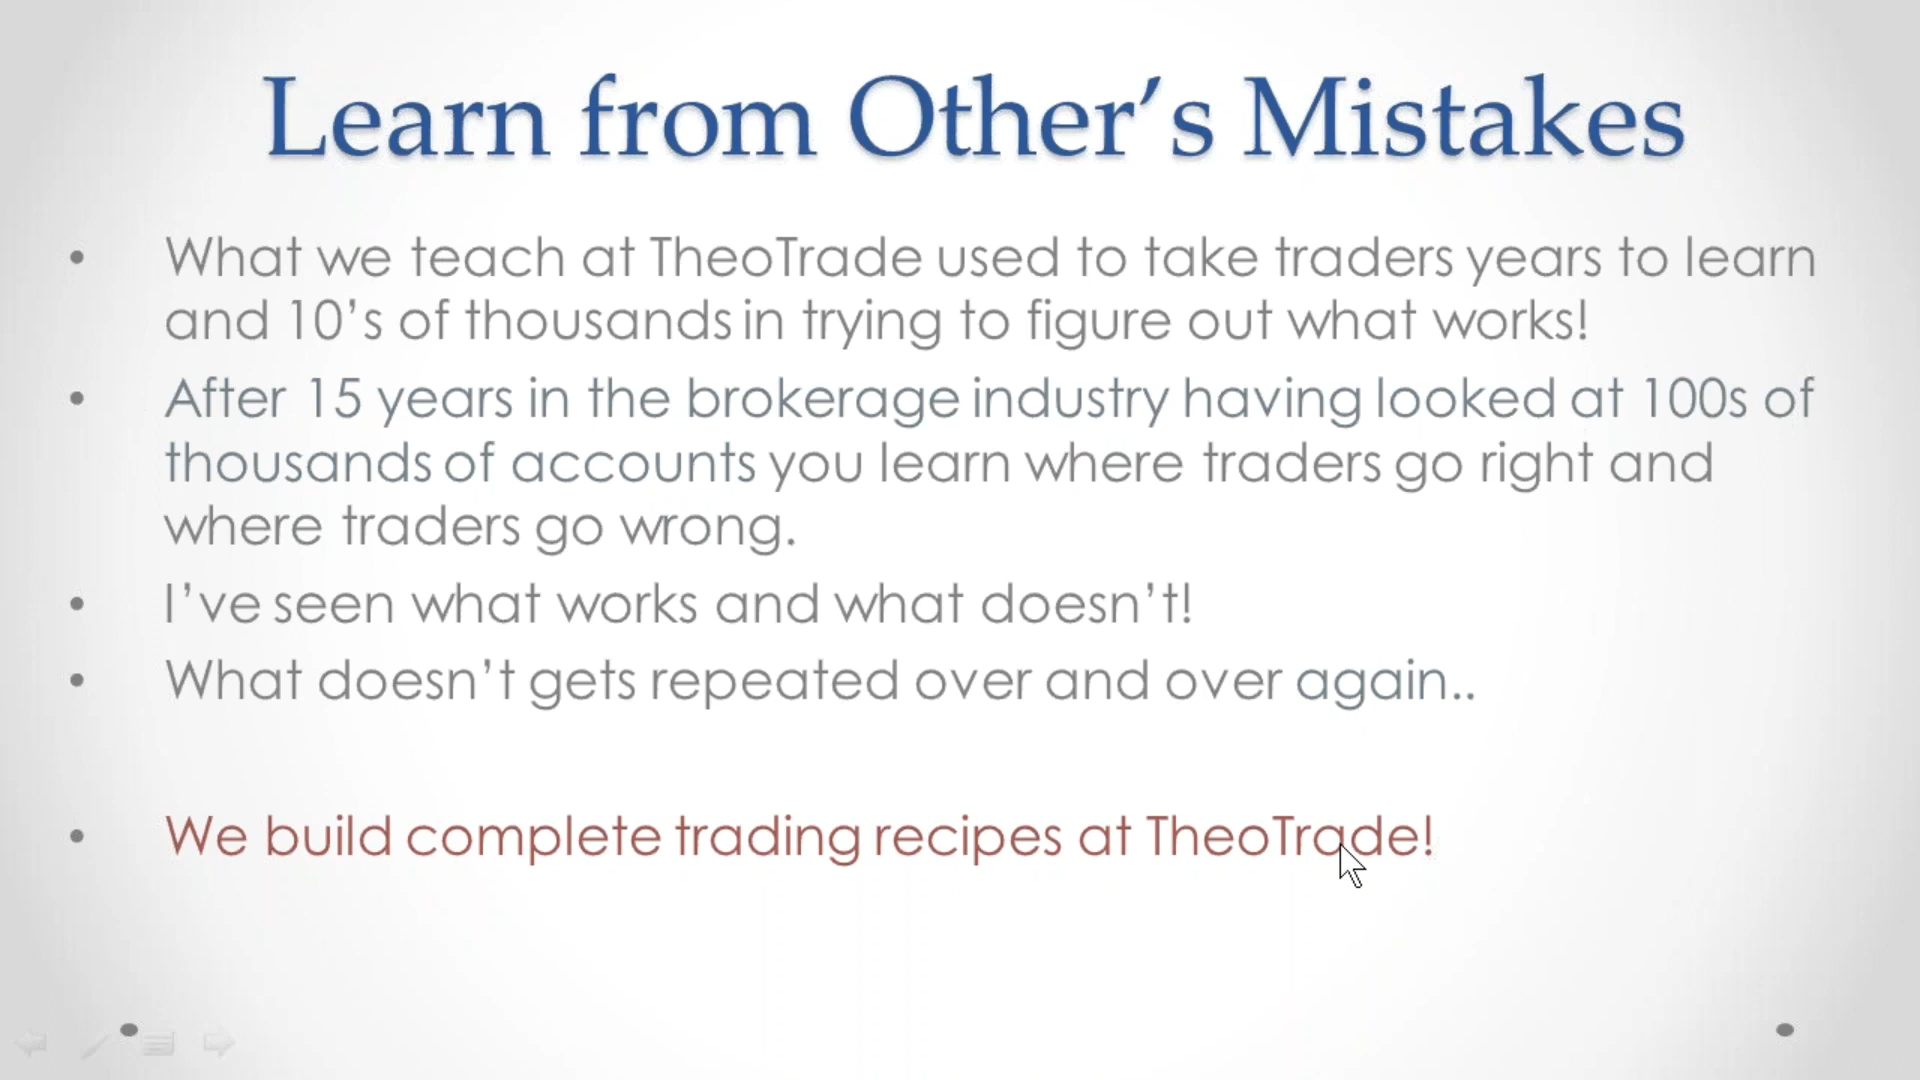 Learn from Other’s Mistakes
• What we teach at TheoTrade used to take traders years to learn
and 10’s of thousands in trying to figure out what works!
• After 15 years in the brokerage industry having looked at 100s of
thousands of accounts you learn where traders go right and
where traders go wrong.
• I’ve seen what works and what doesn’t!
• What doesn’t gets repeated over and over again..
• We build complete trading recipes at TheoTrade!